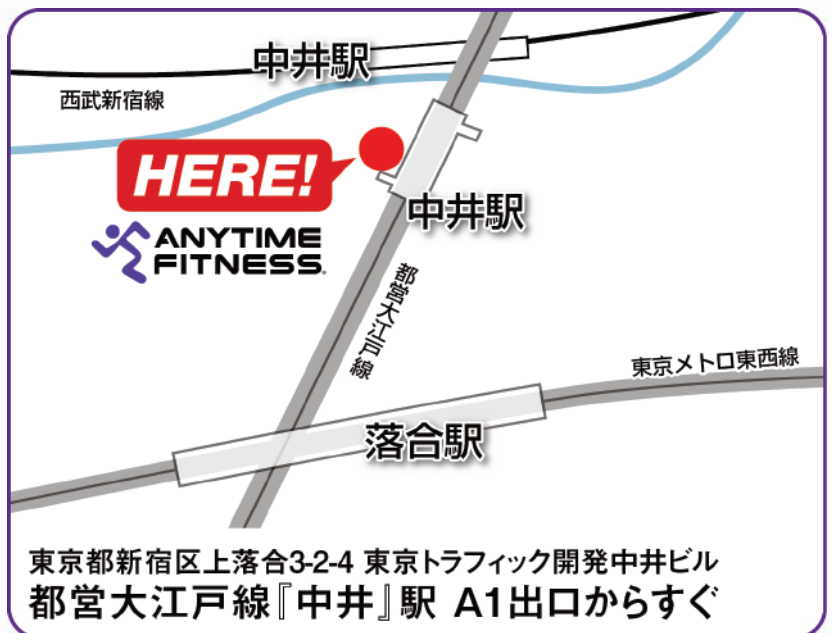 中井駅
西武新宿線
HERE!
中井駅
ANYTIME
FITNESS®
都営大江戸線
東京メトロ東西線
落合駅
東京都新宿区上落合3-2-4 東京トラフィック開発中井ビル
都営大江戸線『中井』駅 A1出口からすぐ